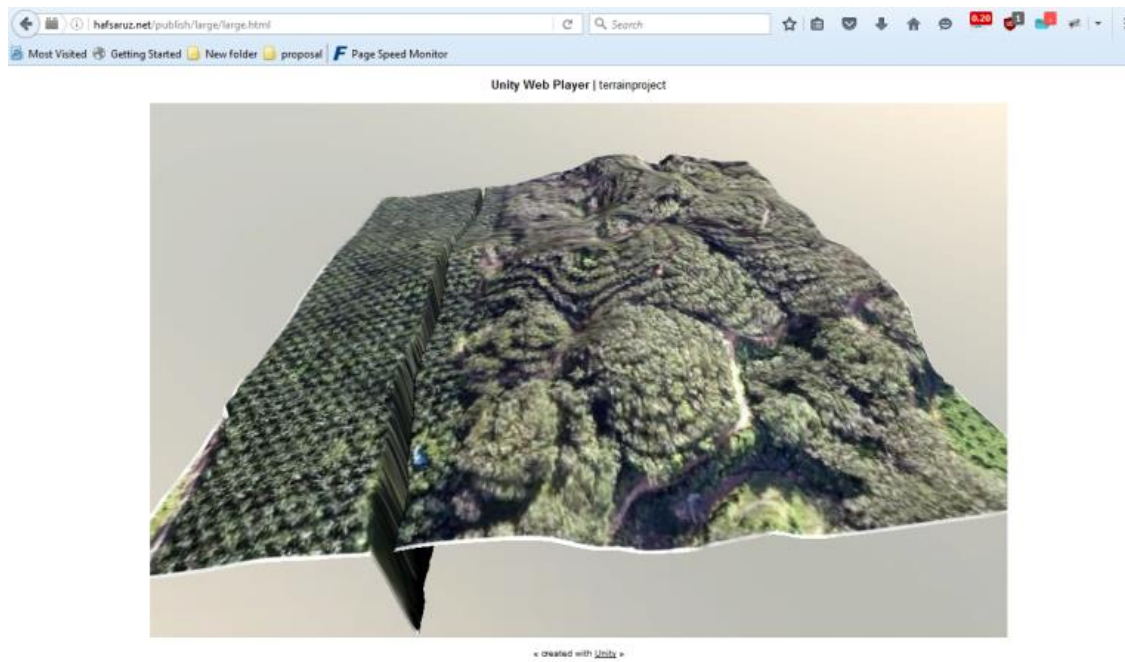 hafsaruz.net/publish/large/large.html Search 0.20 1
Most Visited Getting Started New folder proposal F Page Speed Monitor
Unity Web Player | terrainproject
« created with Unity »